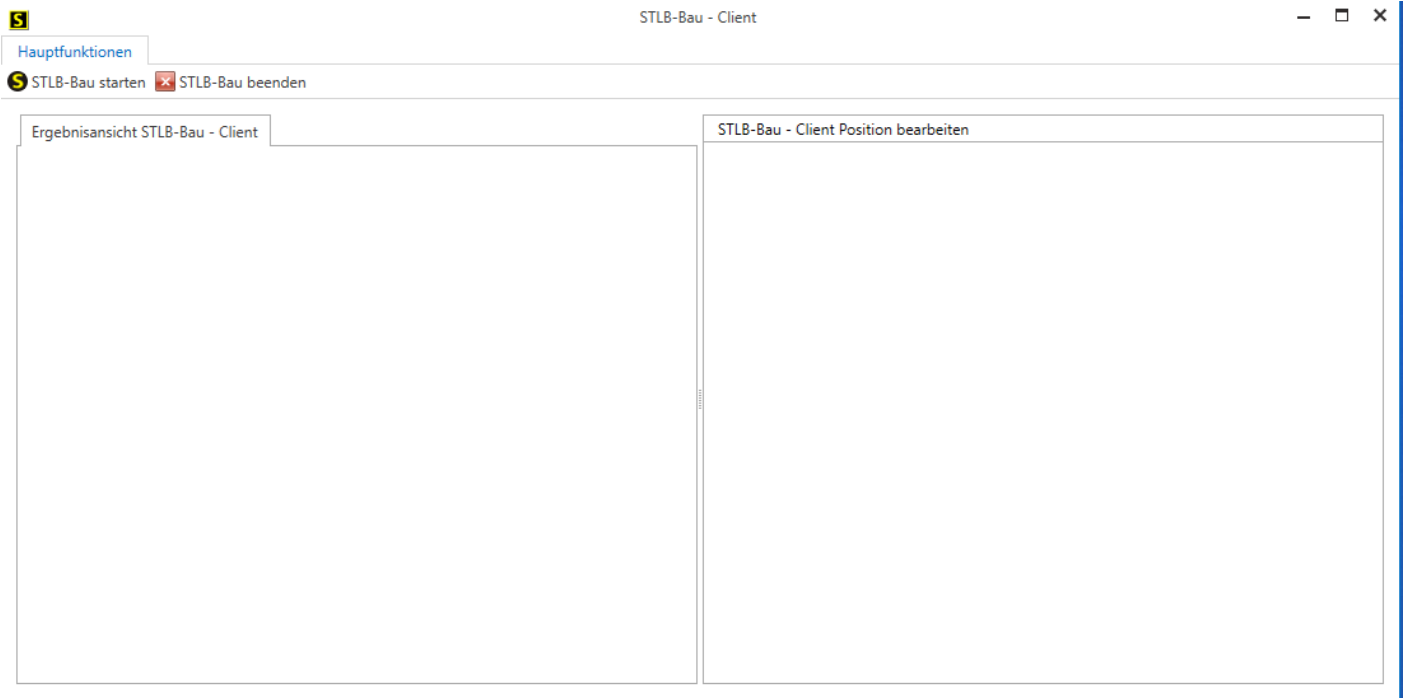 S
STLB-Bau - Client
Hauptfunktionen
S STLB-Bau starten STLB-Bau beenden
Ergebnisansicht STLB-Bau - Client
STLB-Bau - Client Position bearbeiten